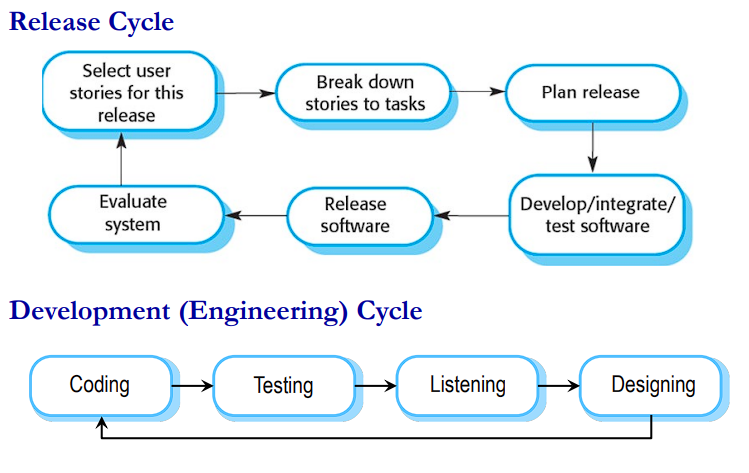 Release Cycle
Select user
stories for this
release
Break down
stories to tasks
Plan release
Evaluate
system
Release
software
Develop/integrate/
test software
Development (Engineering) Cycle
Coding
Testing
Listening
Designing